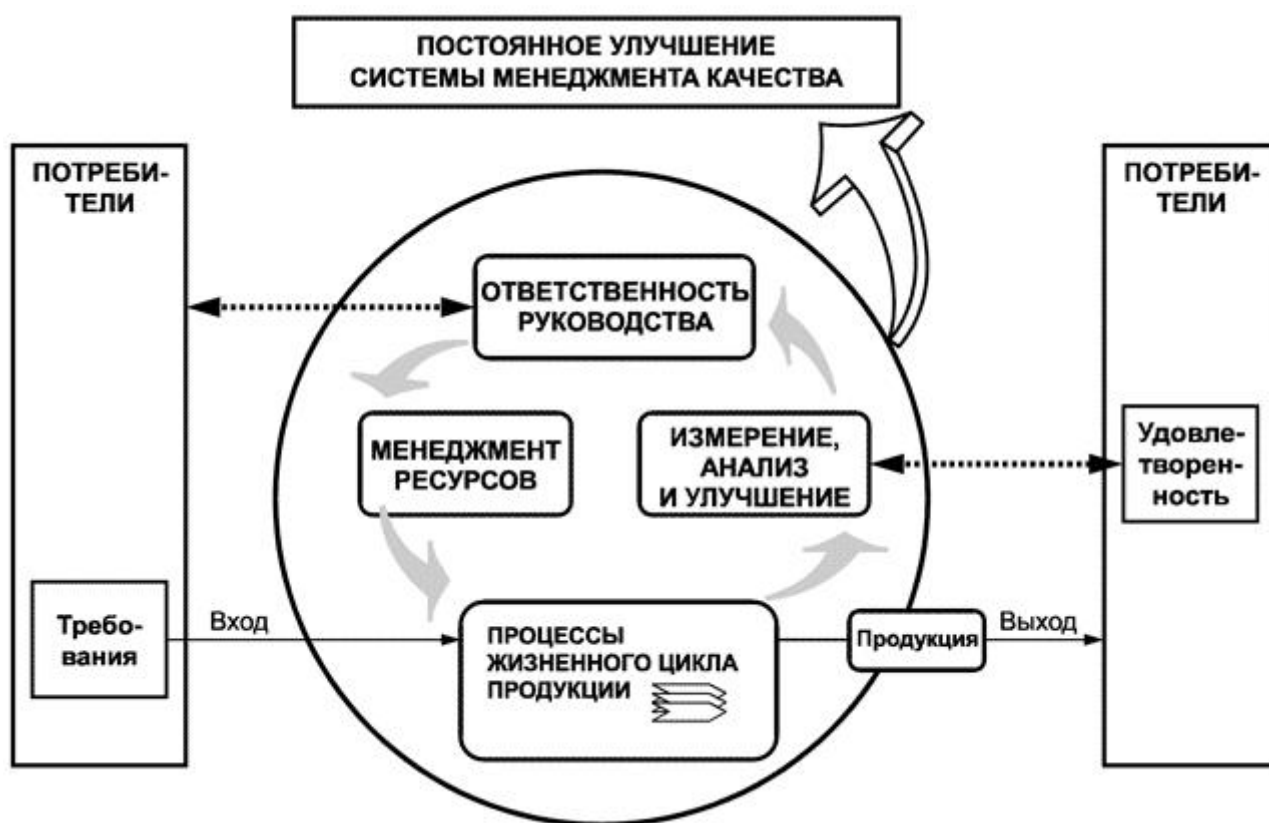 ПОСТОЯННОЕ УЛУЧШЕНИЕ
СИСТЕМЫ МЕНЕДЖМЕНТА КАЧЕСТВА
ПОТРЕБИ-
ТЕЛИ
ПОТРЕБИ-
ТЕЛИ
ОТВЕТСТВЕННОСТЬ
РУКОВОДСТВА
МЕНЕДЖМЕНТ
РЕСУРСОВ
ИЗМЕРЕНИЕ,
АНАЛИЗ
И УЛУЧШЕНИЕ
Удовле-
творен-
ность
Требо-
вания
Вход
ПРОЦЕССЫ
ЖИЗНЕННОГО ЦИКЛА
ПРОДУКЦИИ
Продукция
Выход